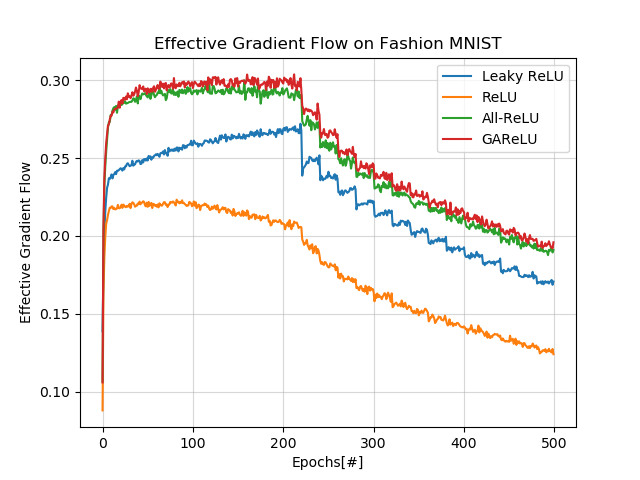 Effective Gradient Flow on Fashion MNIST
Leaky ReLU
ReLU
All-ReLU
GAReLU
0.30
0.25
0.20
0.15
0.10
Effective Gradient Flow
0
100
200
300
400
500
Epochs[#]